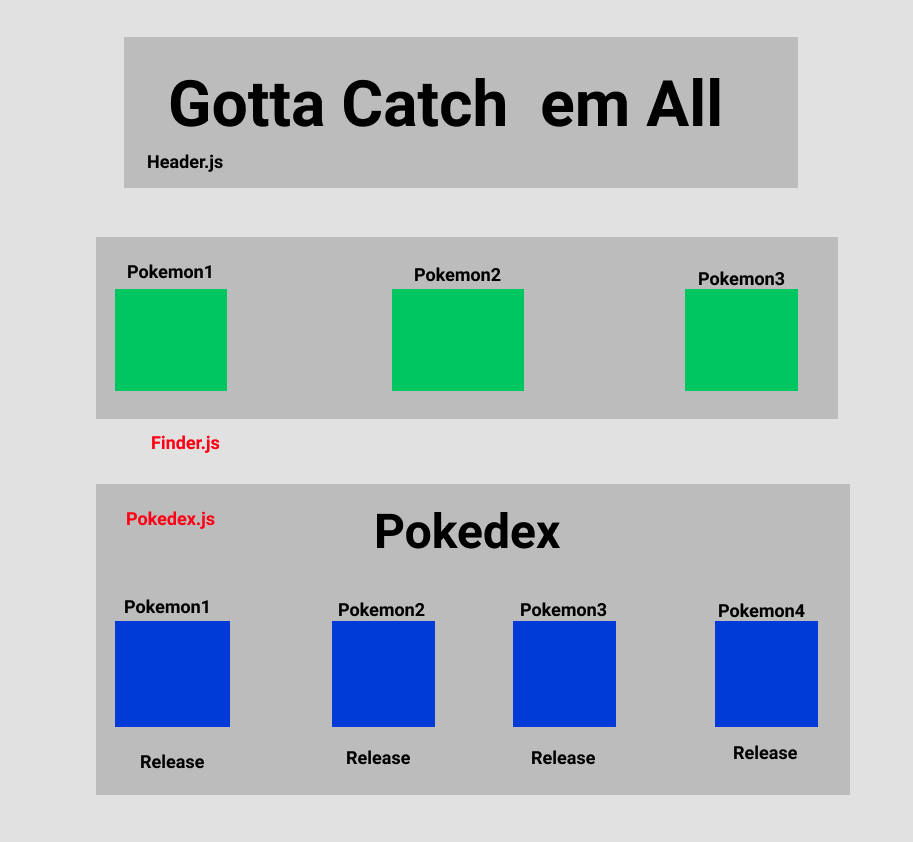 Gotta Catch  em All
Header.js
Pokemon1
Pokemon2
Pokemon3
Finder.js
Pokedex.js
Pokedex
Pokemon1
Pokemon2
Pokemon3
Pokemon4
Release
Release
Release
Release